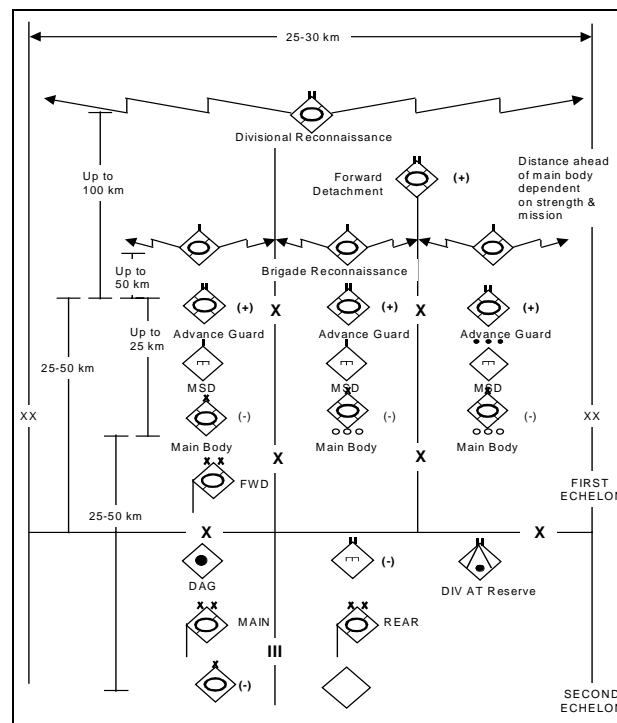 25-30 km
Divisional Reconnaissance
Up to
100 km
Forward
Detachment
(+)
Distance ahead
of main body
dependent
on strength &
mission
Brigade Reconnaissance
Up to
50 km
(+)
X
(+)
X
(+)
Advance Guard
Advance Guard
Advance Guard
Up to
25 km
25-50 km
MSD
MSD
MSD
X
X
X
XX
(-)
(-)
(-)
XX
Main Body
Main Body
Main Body
X
X
X X
FWD
FIRST
ECHELON
25-50 km
X
X
(-)
DAG
DIV AT Reserve
X X
MAIN
X X
REAR
III
X
(-)
SECOND
ECHELON